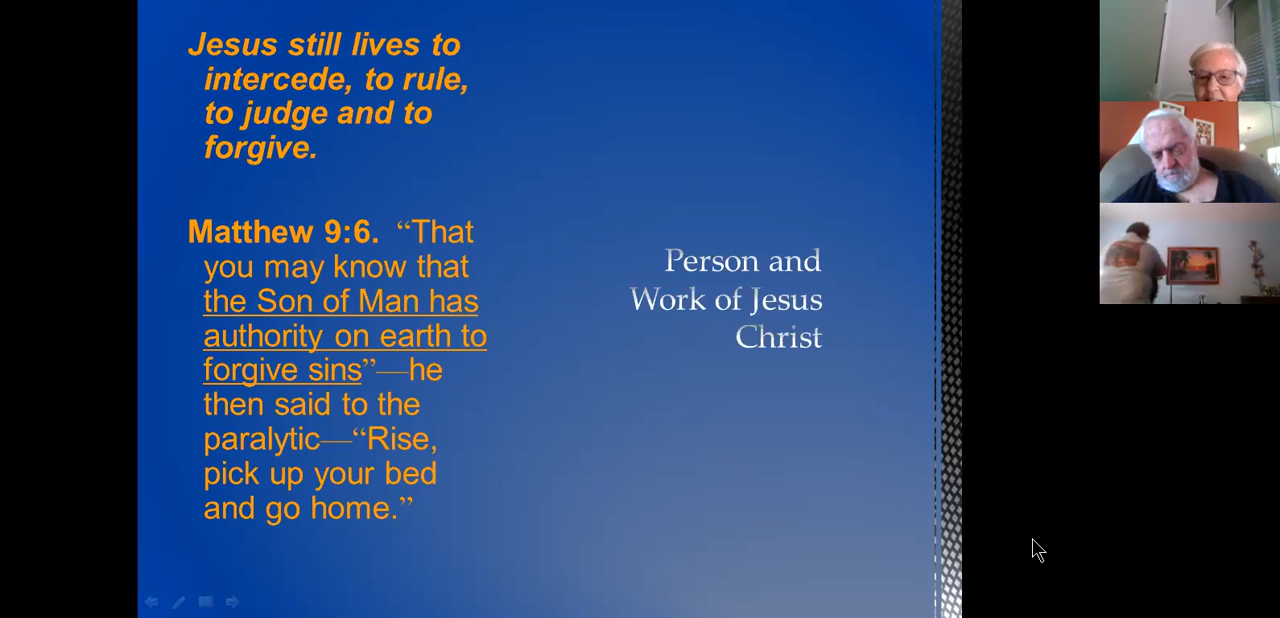 Jesus still lives to
intercede, to rule,
to judge and to
forgive.
Matthew 9:6. “That
you may know that
the Son of Man has
authority on earth to
forgive sins”—he
then said to the
paralytic—“Rise,
pick up your bed
and go home.”
Person and
Work of Jesus
Christ